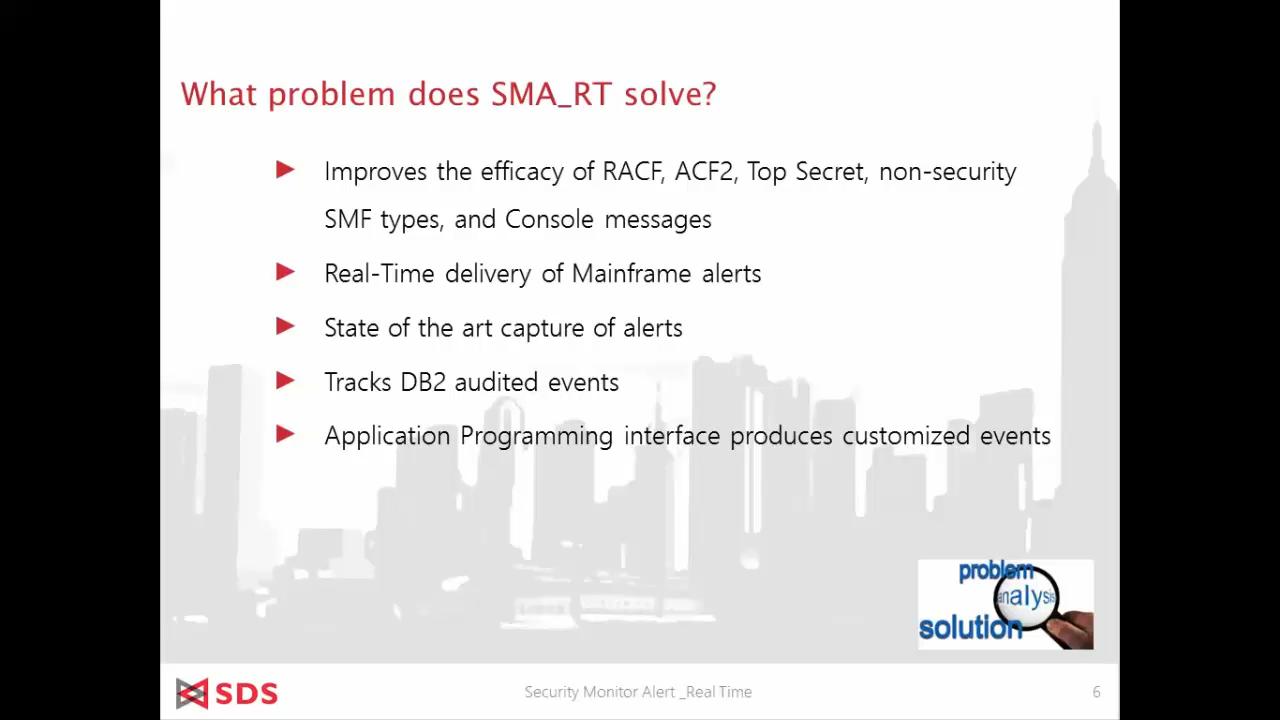 What problem does SMA_RT solve?
Improves the efficacy of RACF, ACF2, Top Secret, non-security
SMF types, and Console messages
Real-Time delivery of Mainframe alerts
State of the art capture of alerts
Tracks DB2 audited events
Application Programming interface produces customized events
problem
analysis
solution
SDS
Security Monitor Alert _Real Time
6